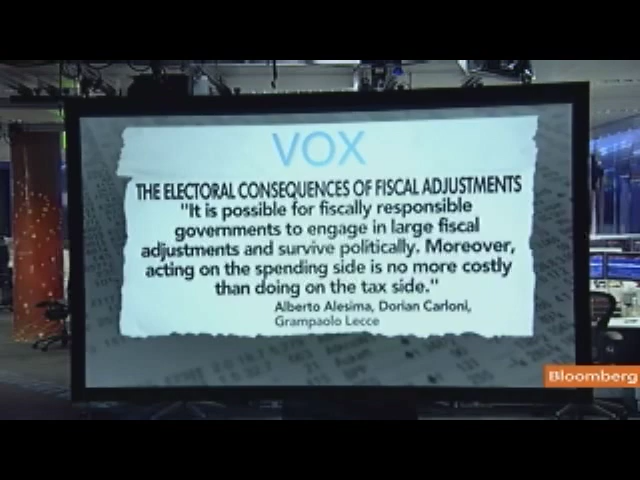 VOX
THE ELECTORAL CONSEQUENCES OF FISCAL ADJUSTMENTS
"It is possible for fiscally responsible
governments to engage in large fiscal
adjustments and survive politically. Moreover,
acting on the spending side is no more costly
than doing on the tax side."
Alberto Alesima, Dorian Carloni,
Grampaolo Lecce
Bloomberg